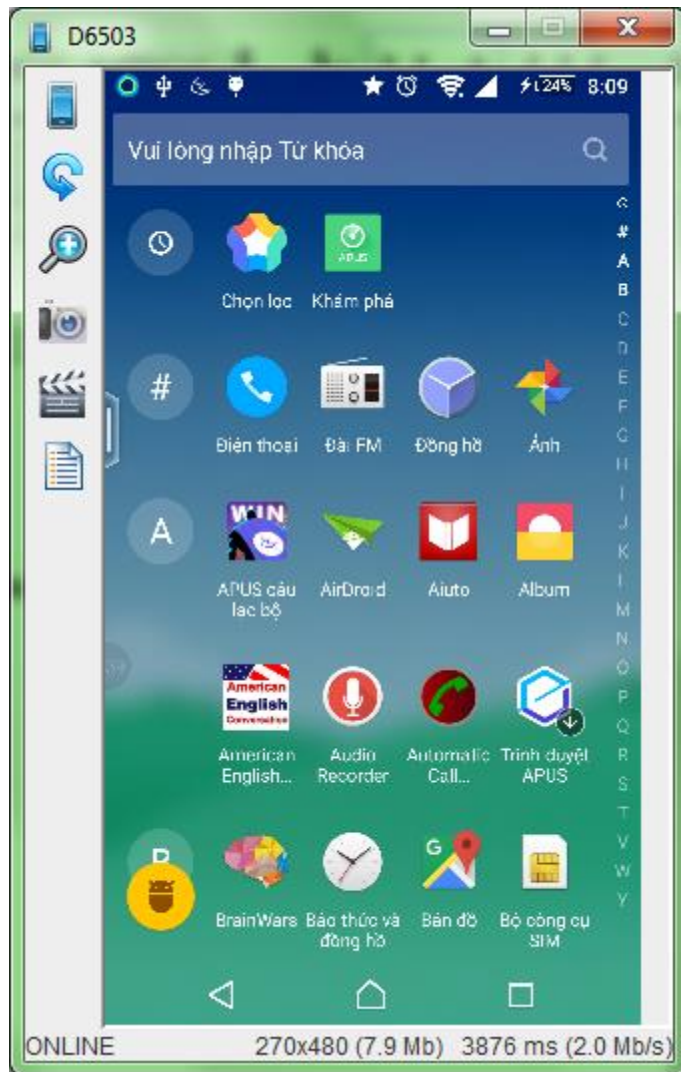 D6503
24% 8:09
Vui lòng nhập Từ khóa
Chọn lọc Khám phá
APUS
G
#
A
B
C
D
E
F
G
H
I
J
K
L
M
N
O
P
Q
R
S
T
V
W
Y
#
Điện thoại Đài FM Đồng hồ Ảnh
A
WIN
APUS câu lạc bộ AirDroid Aiuto Album
American
English
Conversation
American English... Audio Recorder Automatic Call... Trình duyệt APUS
B
G
BrainWars Báo thức và đồng hồ Bản đồ Bộ công cụ SIM
ONLINE 270x480 (7.9 Mb) 3876 ms (2.0 Mb/s)